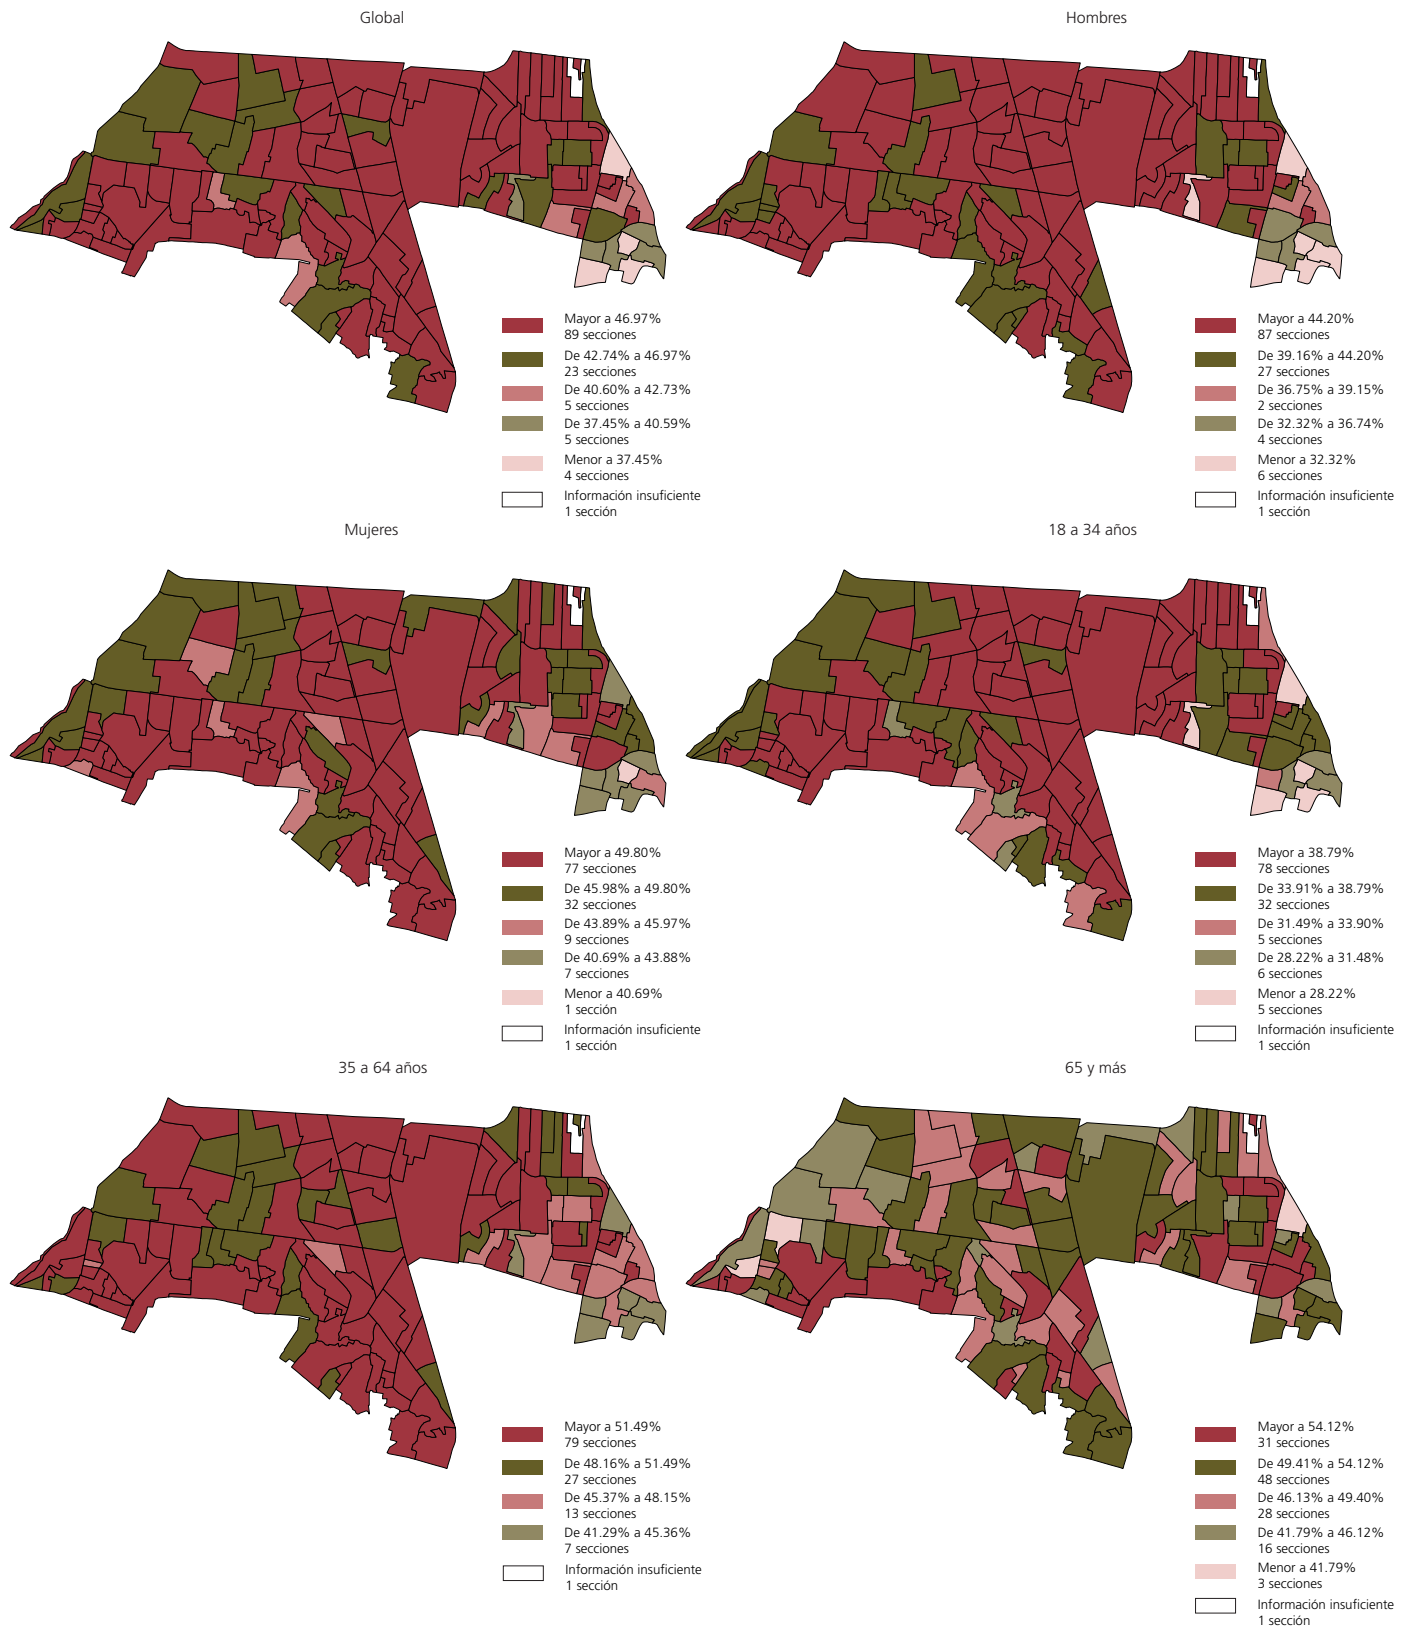 Global
Mayor a 46.97%
89 secciones
De 42.74% a 46.97%
23 secciones
De 40.60% a 42.73%
5 secciones
De 37.45% a 40.59%
5 secciones
Menor a 37.45%
4 secciones
Información insuficiente
1 sección
Hombres
Mayor a 44.20%
87 secciones
De 39.16% a 44.20%
27 secciones
De 36.75% a 39.15%
2 secciones
De 32.32% a 36.74%
4 secciones
Menor a 32.32%
6 secciones
Información insuficiente
1 sección
Mujeres
Mayor a 49.80%
77 secciones
De 45.98% a 49.80%
32 secciones
De 43.89% a 45.97%
9 secciones
De 40.69% a 43.88%
7 secciones
Menor a 40.69%
1 sección
Información insuficiente
1 sección
18 a 34 años
Mayor a 38.79%
78 secciones
De 33.91% a 38.79%
32 secciones
De 31.49% a 33.90%
5 secciones
De 28.22% a 31.48%
6 secciones
Menor a 28.22%
5 secciones
Información insuficiente
1 sección
35 a 64 años
Mayor a 51.49%
79 secciones
De 48.16% a 51.49%
27 secciones
De 45.37% a 48.15%
13 secciones
De 41.29% a 45.36%
7 secciones
Información insuficiente
1 sección
65 y más
Mayor a 54.12%
31 secciones
De 49.41% a 54.12%
48 secciones
De 46.13% a 49.40%
28 secciones
De 41.79% a 46.12%
16 secciones
Menor a 41.79%
3 secciones
Información insuficiente
1 sección